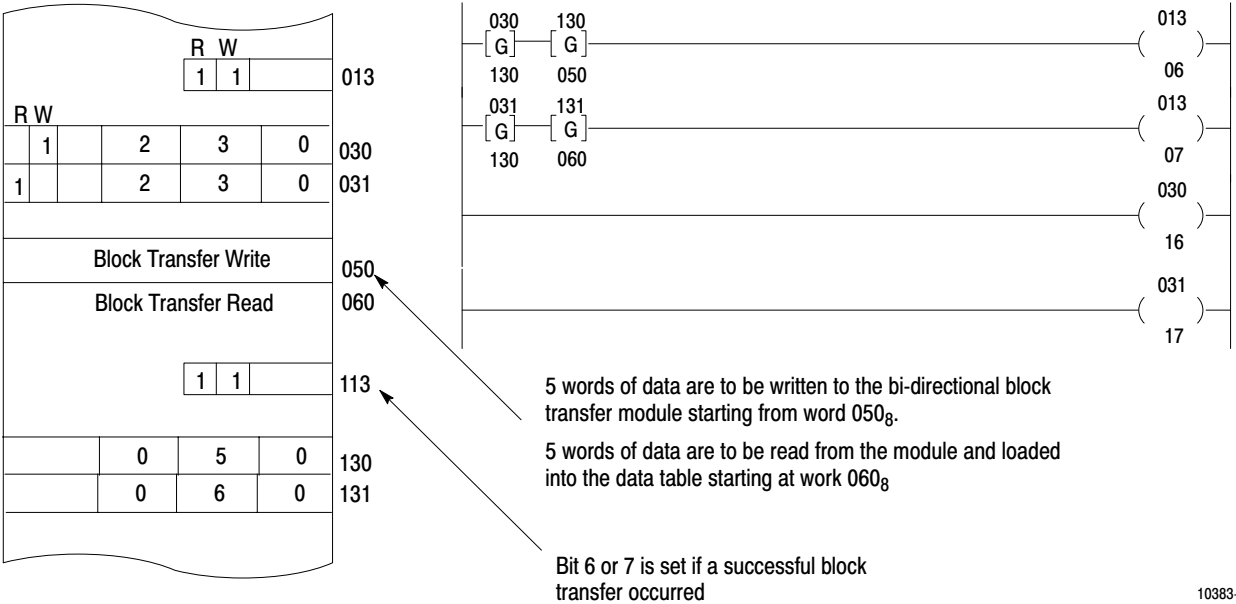 R W
1 1 013
R W
1 2 3 0 030
1 2 3 0 031
Block Transfer Write 050
Block Transfer Read 060
1 1 113
0 5 0 130
0 6 0 131
030 130 013
[ G ] [ G ] ( )
130 050 06
031 131 013
[ G ] [ G ] ( )
130 060 07
030
( )
16
031
( )
17
5 words of data are to be written to the bi-directional block
transfer module starting from word 050₈.
5 words of data are to be read from the module and loaded
into the data table starting at work 060₈
Bit 6 or 7 is set if a successful block
transfer occurred
10383-